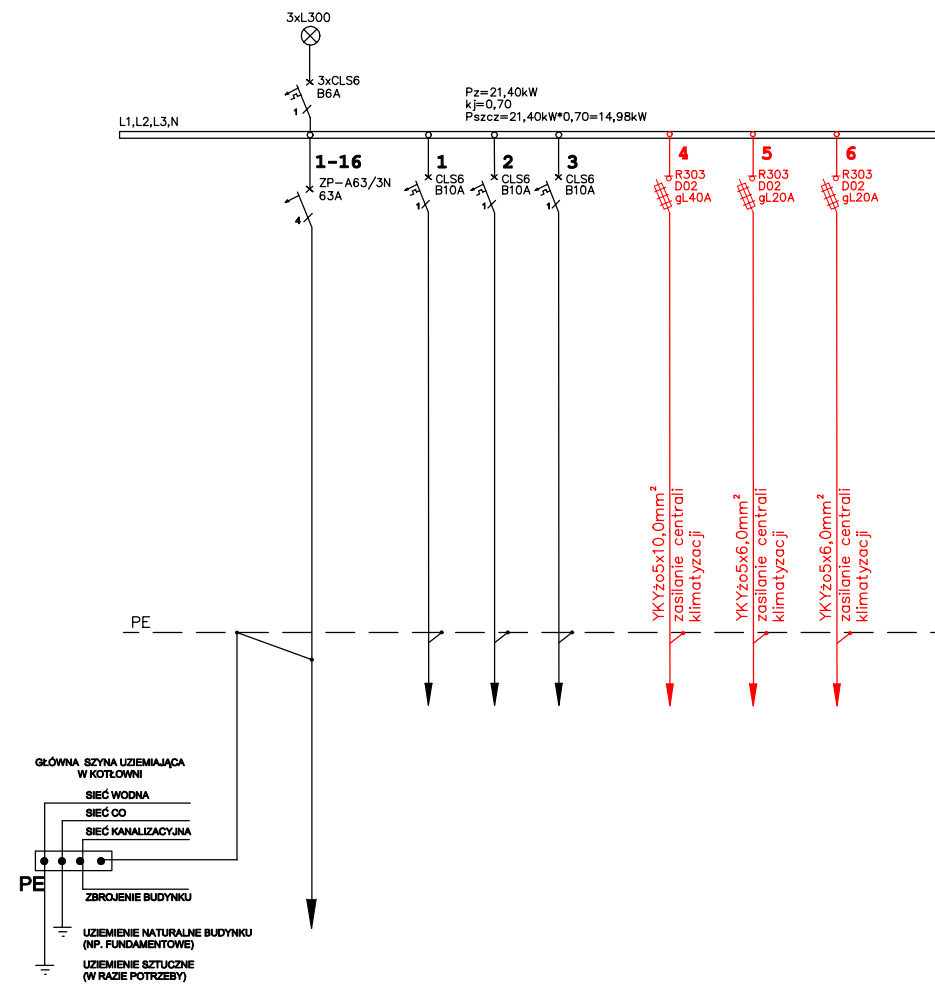 3xL300
3xCLS6
B6A
1
Pz=21,40kW
kj=0,70
Pszcz=21,40kW*0,70=14,98kW
L1,L2,L3,N
1-16
ZP-A63/3N
63A
4
1
CLS6
B10A
1
2
CLS6
B10A
1
3
CLS6
B10A
1
4
R303
D02
gL40A
5
R303
D02
gL20A
6
R303
D02
gL20A
YKYżo5x10,0mm²
zasilanie centrali
klimatyzacji
YKYżo5x6,0mm²
zasilanie centrali
klimatyzacji
YKYżo5x6,0mm²
zasilanie centrali
klimatyzacji
PE
GŁÓWNA SZYNA UZIEMIAJĄCA
W KOTŁOWNI
SIEĆ WODNA
SIEĆ CO
SIEĆ KANALIZACYJNA
PE
ZBROJENIE BUDYNKU
UZIEMIENIE NATURALNE BUDYNKU
(NP. FUNDAMENTOWE)
UZIEMIENIE SZTUCZNE
(W RAZIE POTRZEBY)